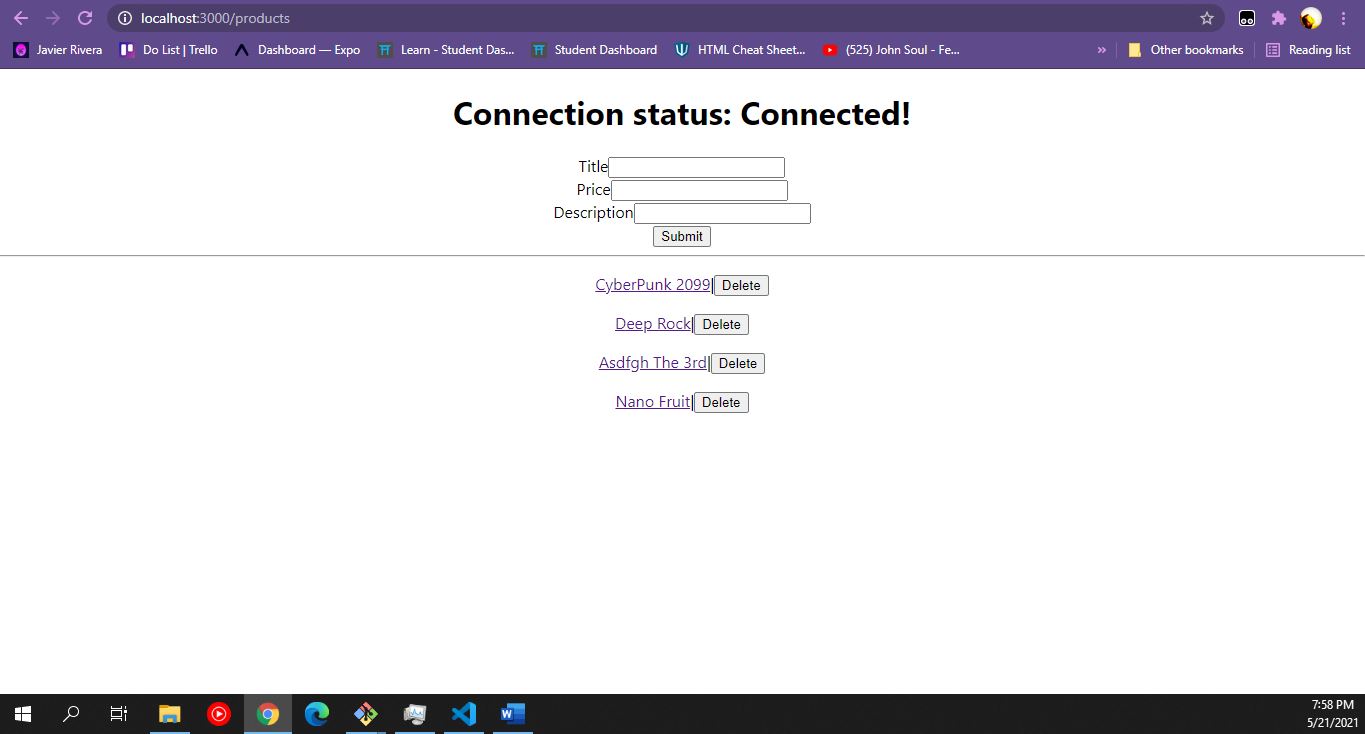 localhost:3000/products
Javier Rivera Do List | Trello Dashboard — Expo Learn - Student Das... Student Dashboard HTML Cheat Sheet... (525) John Soul - Fe... » Other bookmarks Reading list
Connection status: Connected!
Title
Price
Description
Submit
CyberPunk 2099|Delete
Deep Rock|Delete
Asdfgh The 3rd|Delete
Nano Fruit|Delete
7:58 PM
5/21/2021